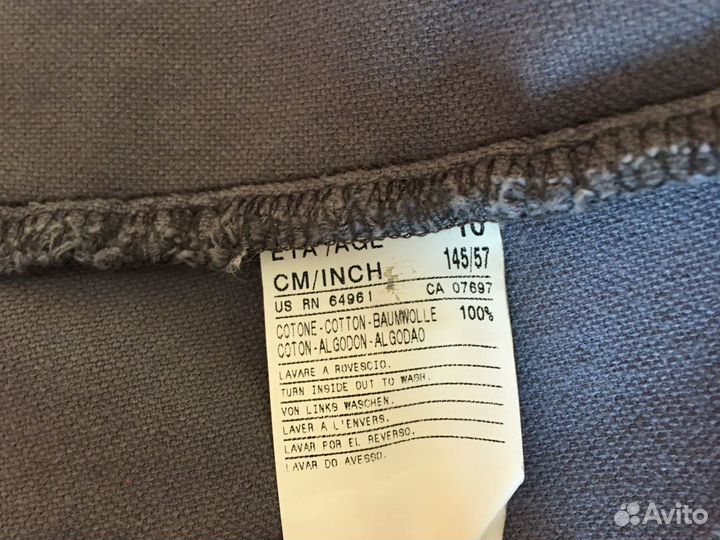 ETA'/AGE 10
CM/INCH 145/57
US RN 64961 CA 07697
COTONE-COTTON-BAUMWOLLE 100%
COTON-ALGODON-ALGODAO
LAVARE A ROVESCIO.
TURN INSIDE OUT TO WASH.
VON LINKS WASCHEN.
LAVER A L'ENVERS.
LAVAR POR EL REVERSO.
LAVAR DO AVESSO.
Avito